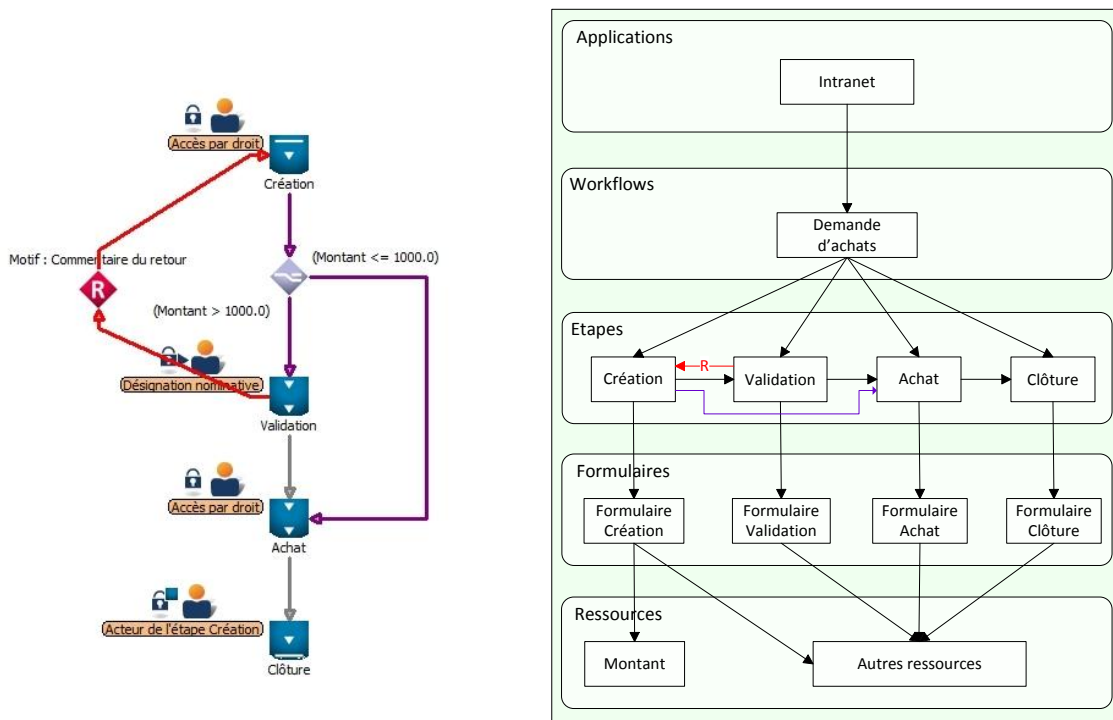 Accès par droit
Création
Motif : Commentaire du retour
(Montant <= 1000.0)
R
(Montant > 1000.0)
Désignation nominative
Validation
Accès par droit
Achat
Acteur de l'étape Création
Clôture
Applications
Intranet
Workflows
Demande
d'achats
Etapes
R
Création
Validation
Achat
Clôture
Formulaires
Formulaire
Création
Formulaire
Validation
Formulaire
Achat
Formulaire
Clôture
Ressources
Montant
Autres ressources